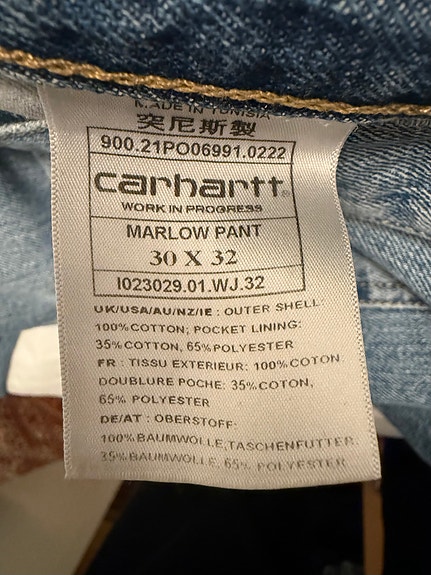 MADE IN TUNISIA
突尼斯製
900.21PO06991.0222
carhartt®
WORK IN PROGRESS
MARLOW PANT
30 X 32
I023029.01.WJ.32
UK/USA/AU/NZ/IE : OUTER SHELL:
100% COTTON; POCKET LINING:
35% COTTON, 65% POLYESTER
FR : TISSU EXTERIEUR: 100% COTON
DOUBLURE POCHE: 35% COTON,
65% POLYESTER
DE/AT : OBERSTOFF:
100% BAUMWOLLE, TASCHENFUTTER:
35% BAUMWOLLE, 65% POLYESTER